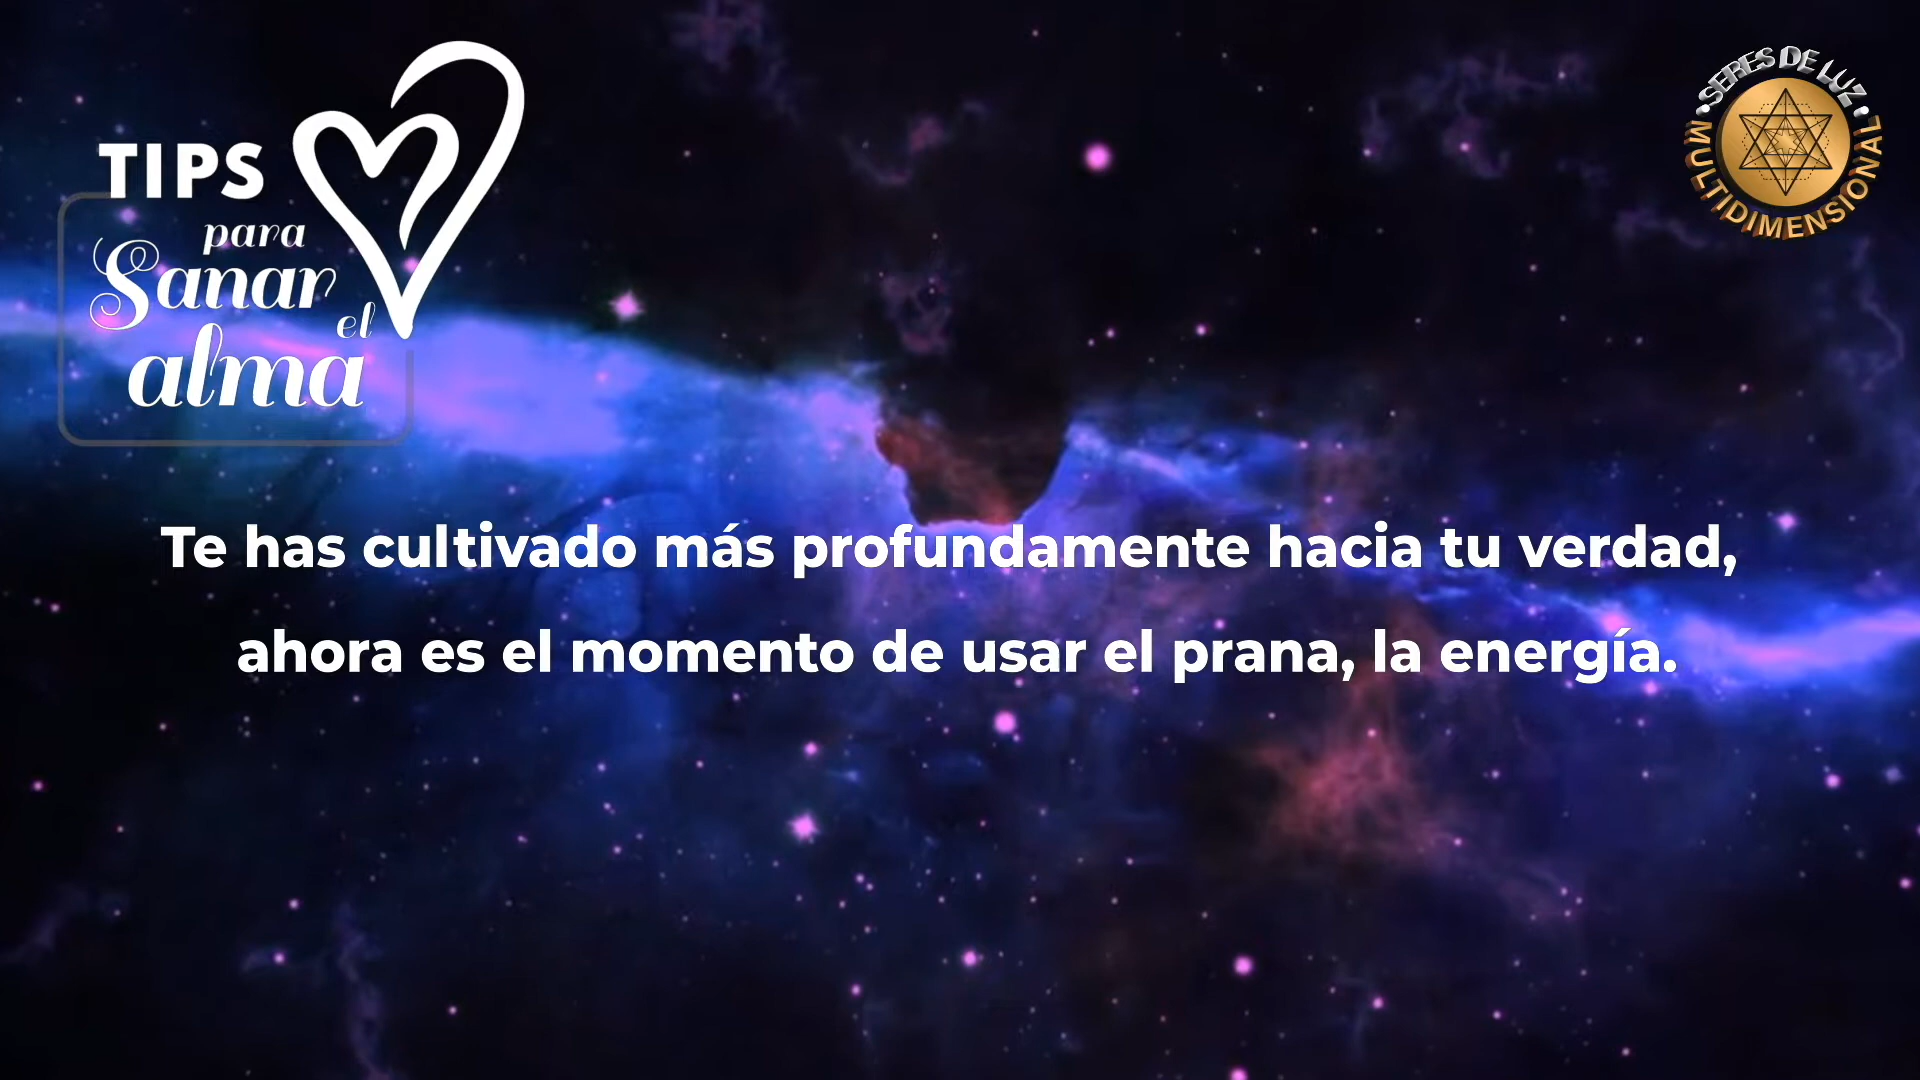 TIPS
para
Sanar
el
alma
SERES DE LUZ
MULTIDIMENSIONAL
Te has cultivado más profundamente hacia tu verdad,
ahora es el momento de usar el prana, la energía.